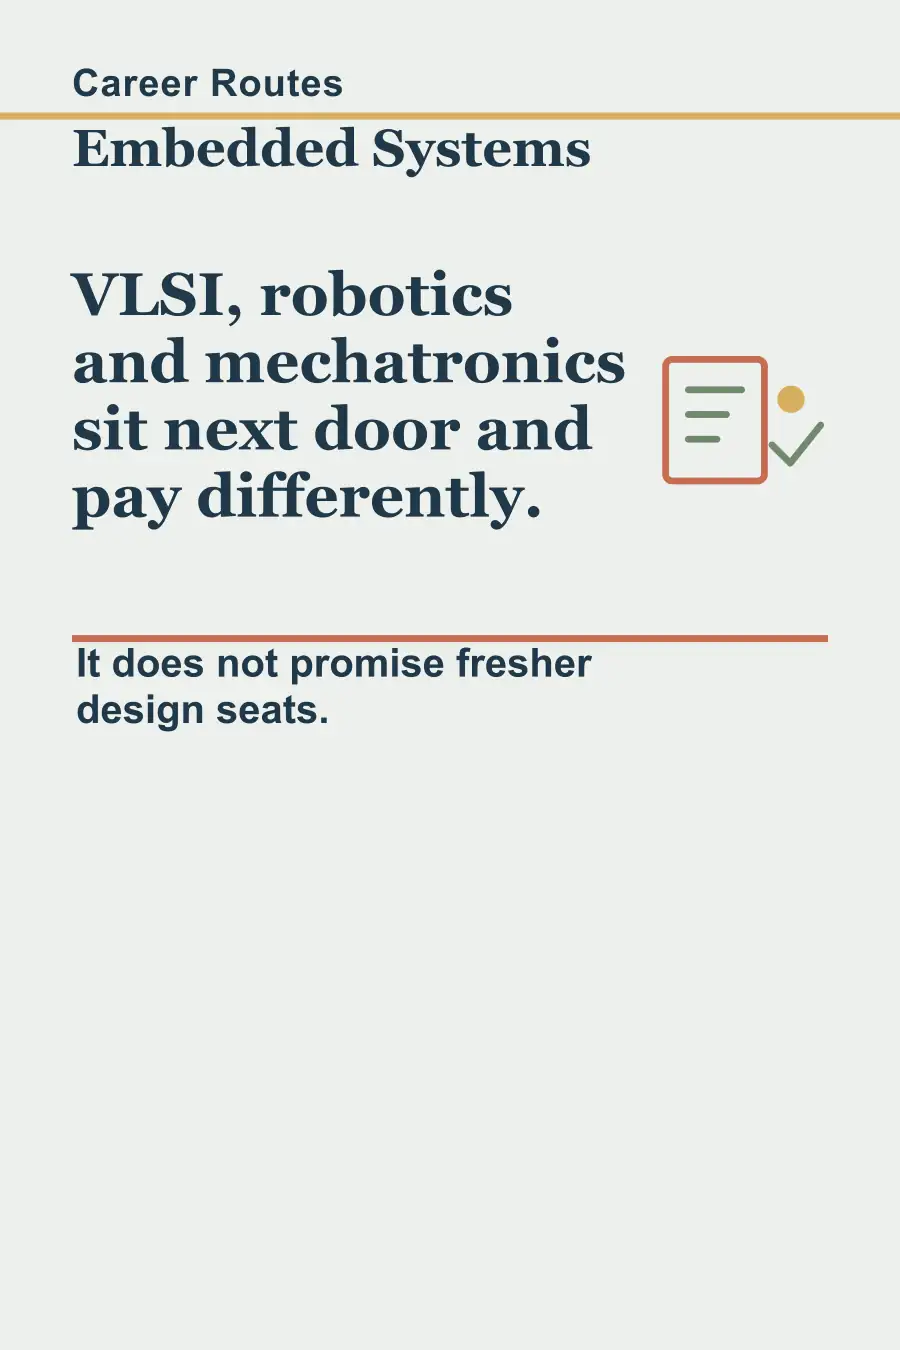 Career Routes
Embedded Systems
VLSI, robotics
and mechatronics
sit next door and
pay differently.
It does not promise fresher
design seats.